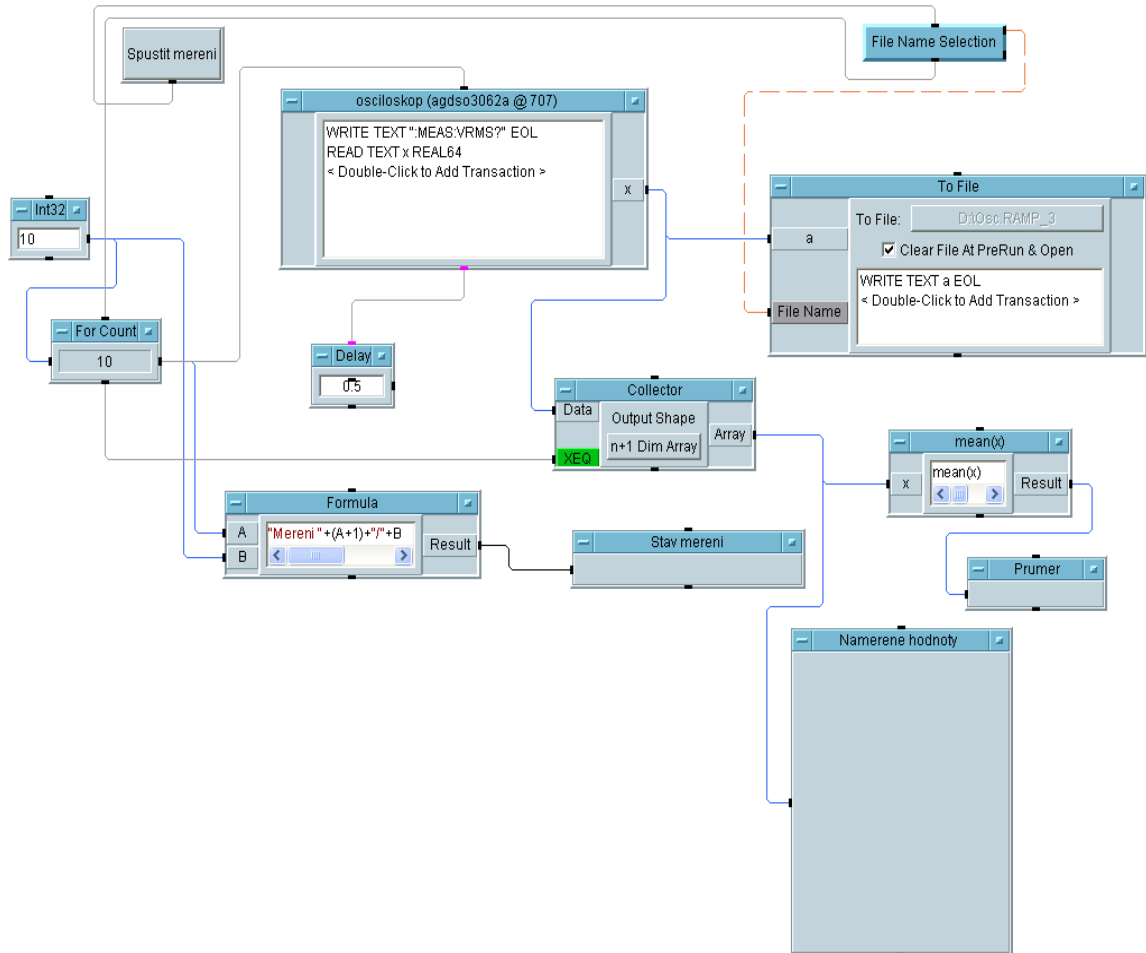 Spustit mereni
File Name Selection
osciloskop (agdso3062a @ 707)
WRITE TEXT ":MEAS:VRMS?" EOL
READ TEXT x REAL64
< Double-Click to Add Transaction >
x
To File
To File:
D:\Osc.RAMP_3
a
Clear File At PreRun & Open
WRITE TEXT a EOL
< Double-Click to Add Transaction >
File Name
Int32
10
For Count
10
Delay
0.5
Collector
Data
Output Shape
n+1 Dim Array
Array
XEQ
mean(x)
mean(x)
x
Result
Formula
A
"Mereni "+(A+1)+"/"+B
B
Result
Stav mereni
Prumer
Namerene hodnoty